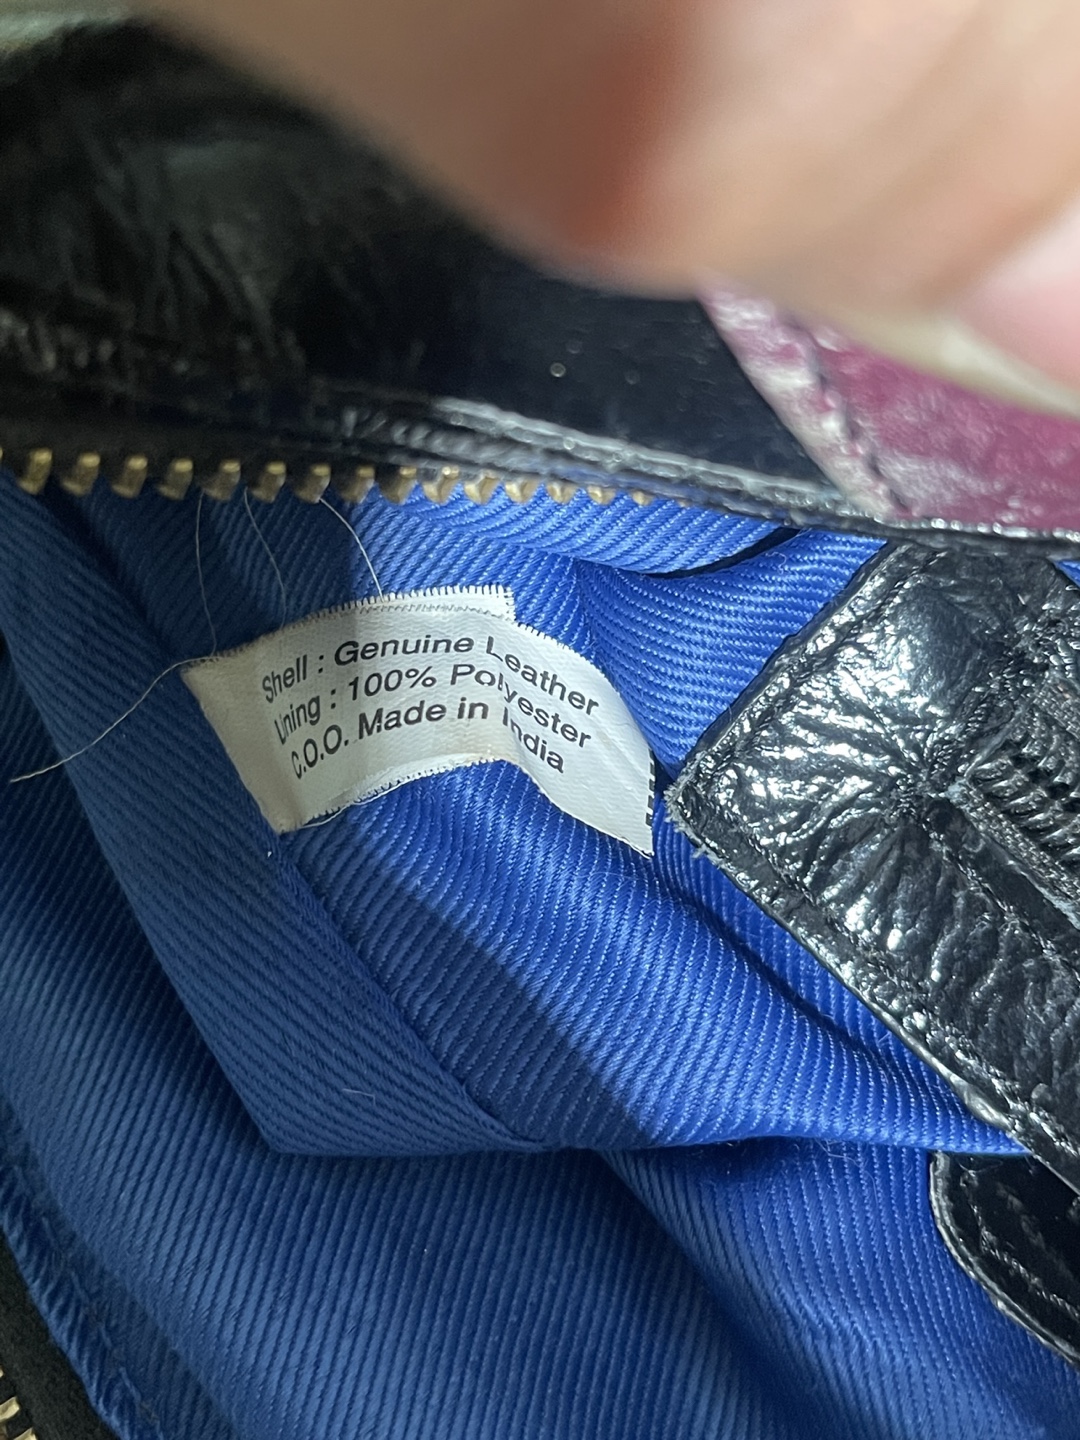 Shell : Genuine Leather
Lining : 100% Polyester
C.O.O. Made in India